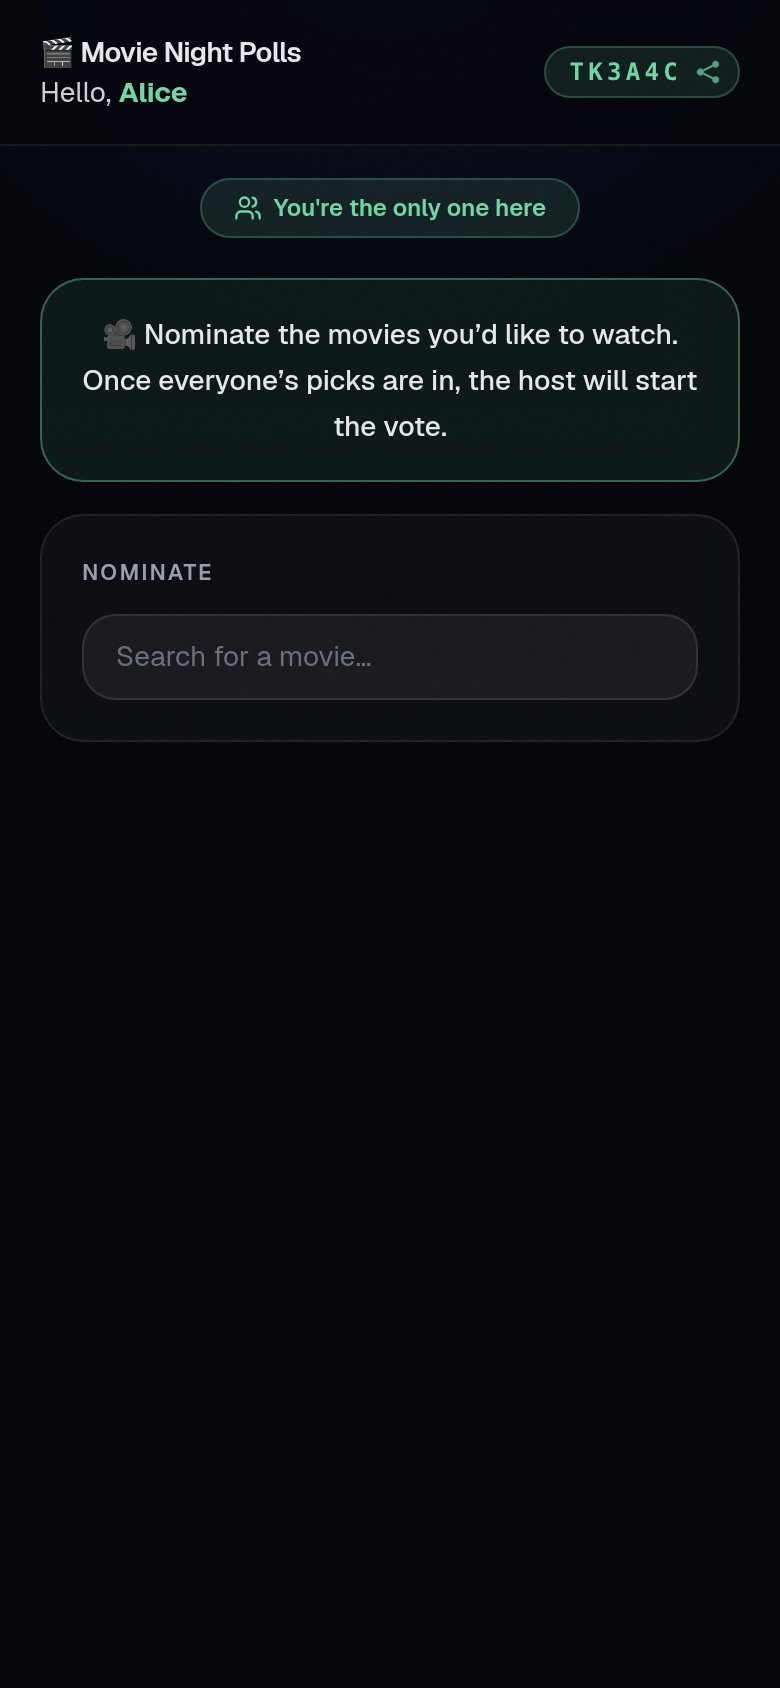 🎬 Movie Night Polls
Hello, Alice
TK3A4C
You're the only one here
🎥 Nominate the movies you’d like to watch.
Once everyone’s picks are in, the host will start
the vote.
NOMINATE
Search for a movie…